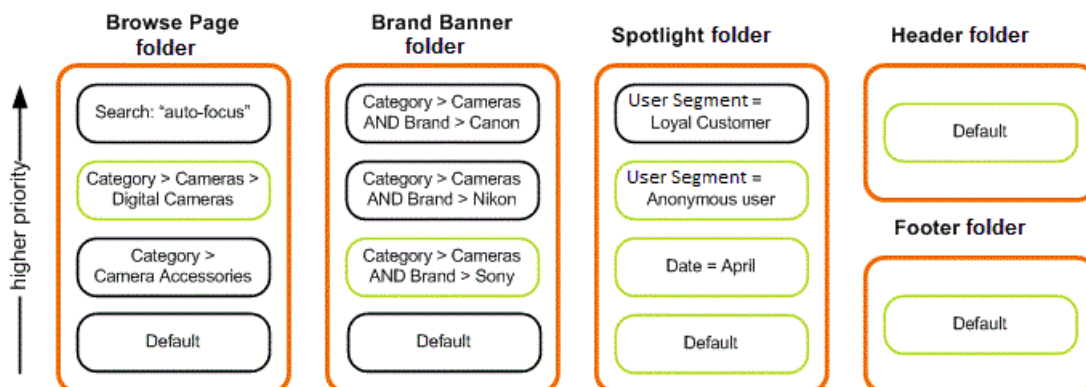 Browse Page
folder
Search: "auto-focus"
Category > Cameras >
Digital Cameras
Category >
Camera Accessories
Default
Brand Banner
folder
Category > Cameras
AND Brand > Canon
Category > Cameras
AND Brand > Nikon
Category > Cameras
AND Brand > Sony
Default
Spotlight folder
User Segment =
Loyal Customer
User Segment =
Anonymous user
Date = April
Default
Header folder
Default
Footer folder
Default
higher priority